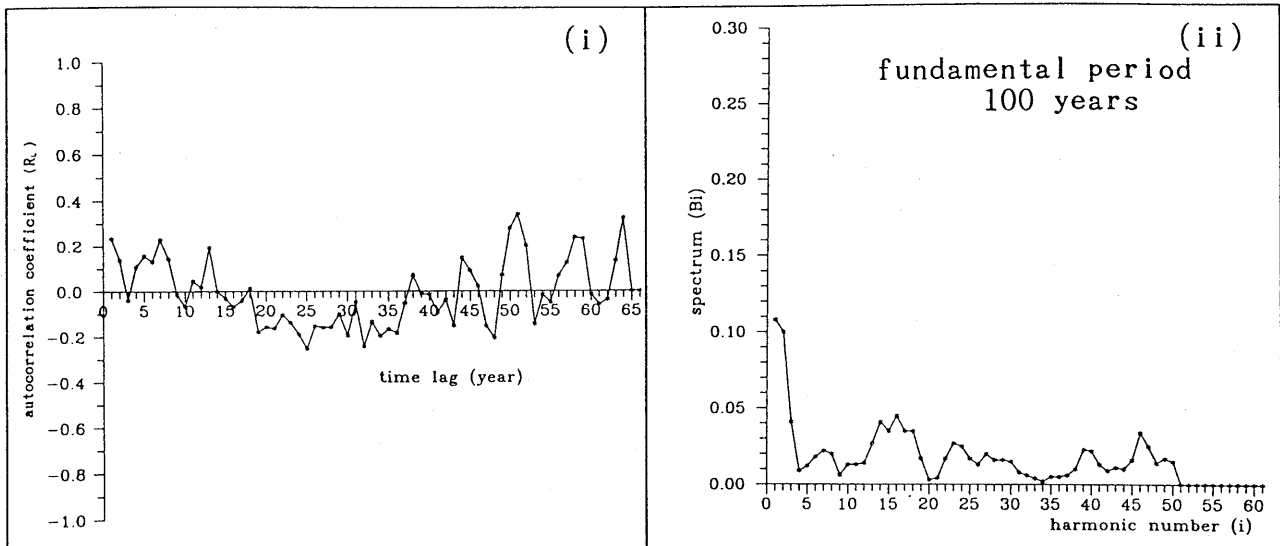 (i)
1.0
0.8
0.6
0.4
0.2
0.0
−0.2
−0.4
−0.6
−0.8
−1.0
autocorrelation coefficient (R_L)
0 5 10 15 20 25 30 35 40 45 50 55 60 65
time lag (year)
(ii)
fundamental period
100 years
0.30
0.25
0.20
0.15
0.10
0.05
0.00
spectrum (Bi)
0 5 10 15 20 25 30 35 40 45 50 55 60
harmonic number (i)